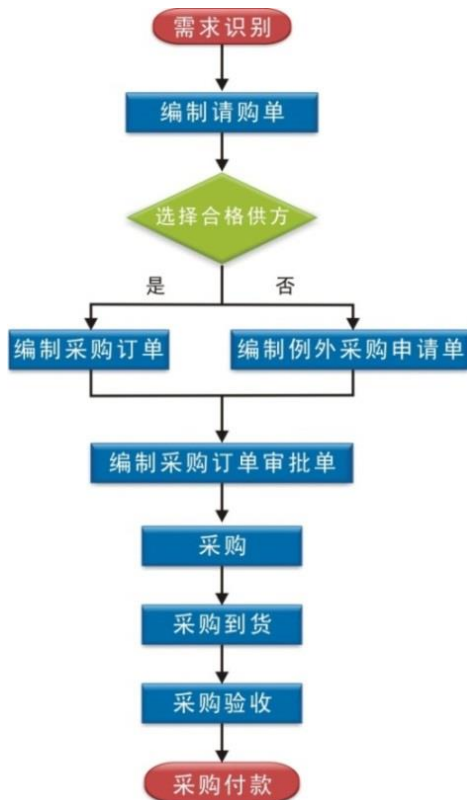 需求识别
编制请购单
选择合格供方
是
否
编制采购订单
编制例外采购申请单
编制采购订单审批单
采购
采购到货
采购验收
采购付款